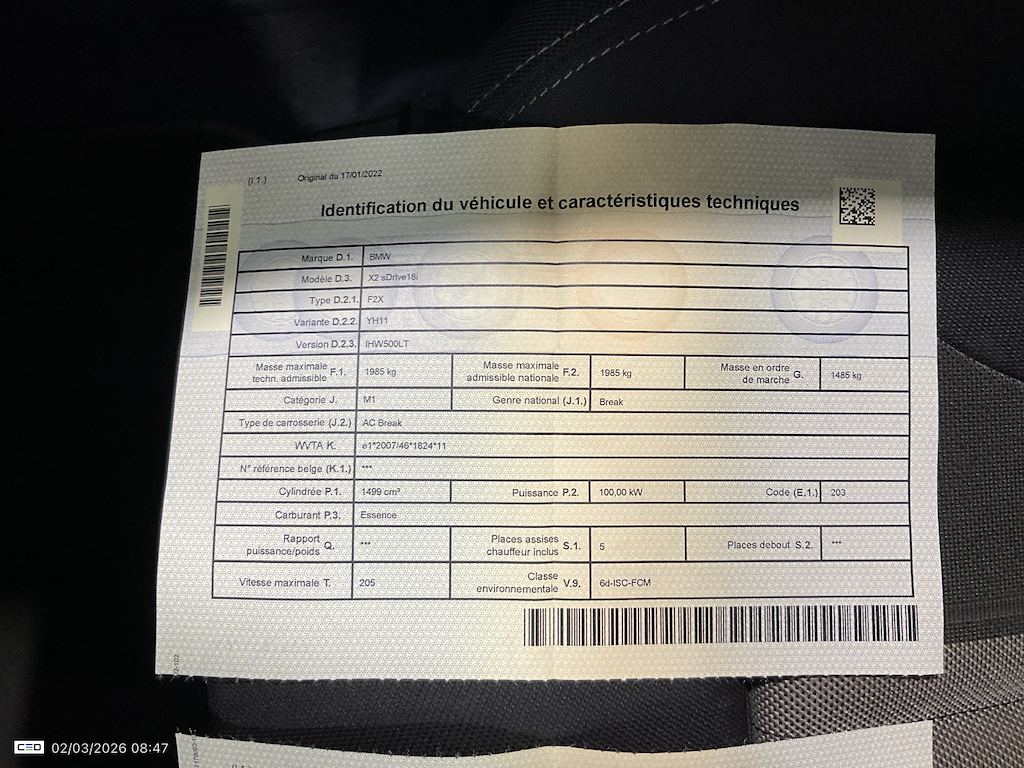 (I.1.) Original du 17/01/2022
Identification du véhicule et caractéristiques techniques
Marque D.1. BMW
Modèle D.3. X2 sDrive18i
Type D.2.1. F2X
Variante D.2.2. YH11
Version D.2.3. IHW500LT
Masse maximale techn. admissible F.1. 1985 kg Masse maximale admissible nationale F.2. 1985 kg Masse en ordre de marche G. 1485 kg
Catégorie J. M1 Genre national (J.1.) Break
Type de carrosserie (J.2.) AC Break
WVTA K. e1*2007/46*1824*11
N° référence belge (K.1.) ***
Cylindrée P.1. 1499 cm³ Puissance P.2. 100,00 kW Code (E.1.) 203
Carburant P.3. Essence
Rapport puissance/poids Q. *** Places assises chauffeur inclus S.1. 5 Places debout S.2. ***
Vitesse maximale T. 205 Classe environnementale V.9. 6d-ISC-FCM
02/03/2026 08:47